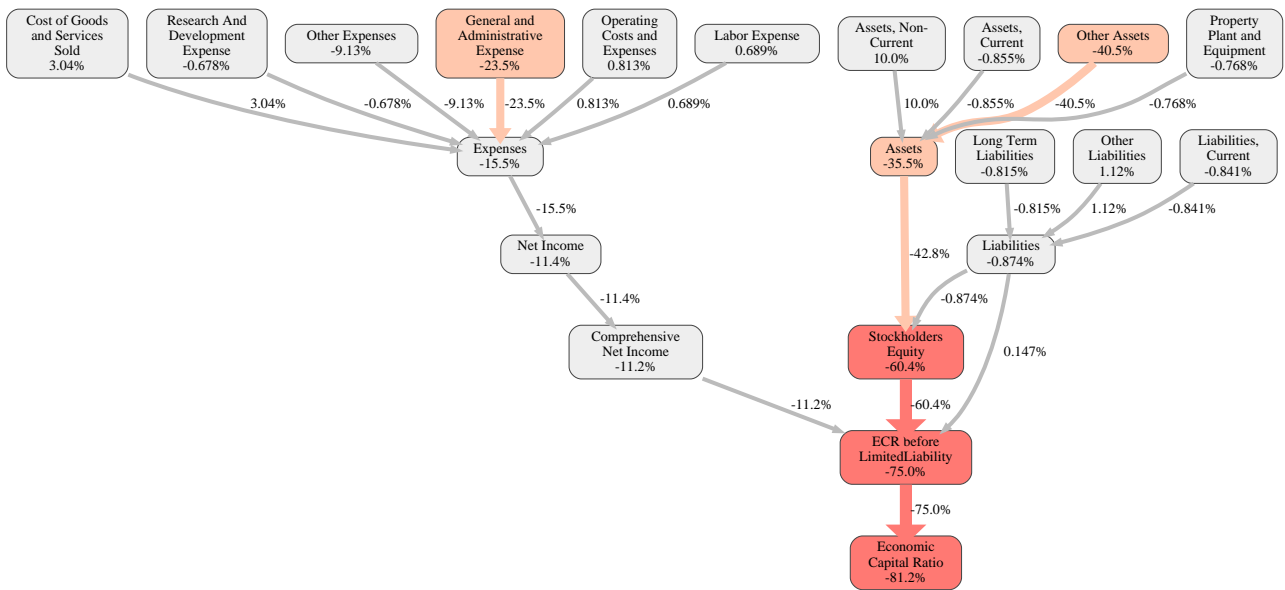 Cost of Goods
and Services
Sold
3.04%
Research And
Development
Expense
-0.678%
Other Expenses
-9.13%
General and
Administrative
Expense
-23.5%
Operating
Costs and
Expenses
0.813%
Labor Expense
0.689%
Assets, Non-
Current
10.0%
Assets,
Current
-0.855%
Other Assets
-40.5%
Property
Plant and
Equipment
-0.768%
3.04%
-0.678%
-9.13%
-23.5%
0.813%
0.689%
10.0%
-0.855%
-40.5%
-0.768%
Expenses
-15.5%
Assets
-35.5%
Long Term
Liabilities
-0.815%
Other
Liabilities
1.12%
Liabilities,
Current
-0.841%
-15.5%
-0.815%
1.12%
-0.841%
Net Income
-11.4%
-42.8%
Liabilities
-0.874%
-11.4%
-0.874%
Comprehensive
Net Income
-11.2%
Stockholders
Equity
-60.4%
0.147%
-11.2%
-60.4%
ECR before
LimitedLiability
-75.0%
-75.0%
Economic
Capital Ratio
-81.2%